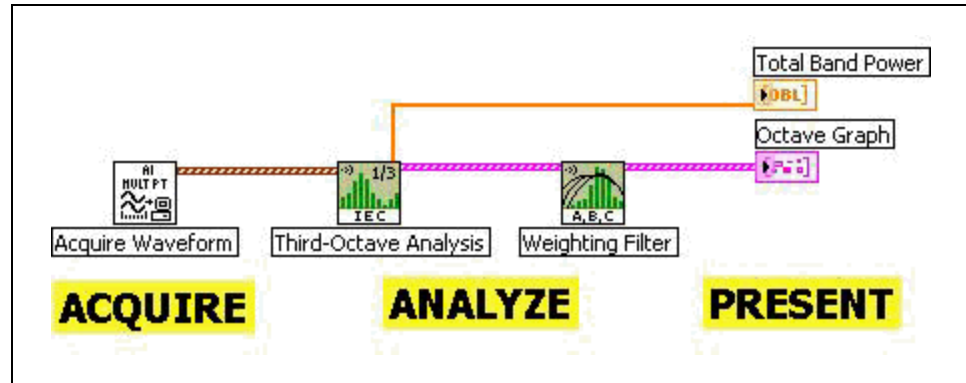 Total Band Power
[DBL]
Octave Graph
AI
MULT PT
1/3
IEC
A,B,C
Acquire Waveform
Third-Octave Analysis
Weighting Filter
ACQUIRE
ANALYZE
PRESENT